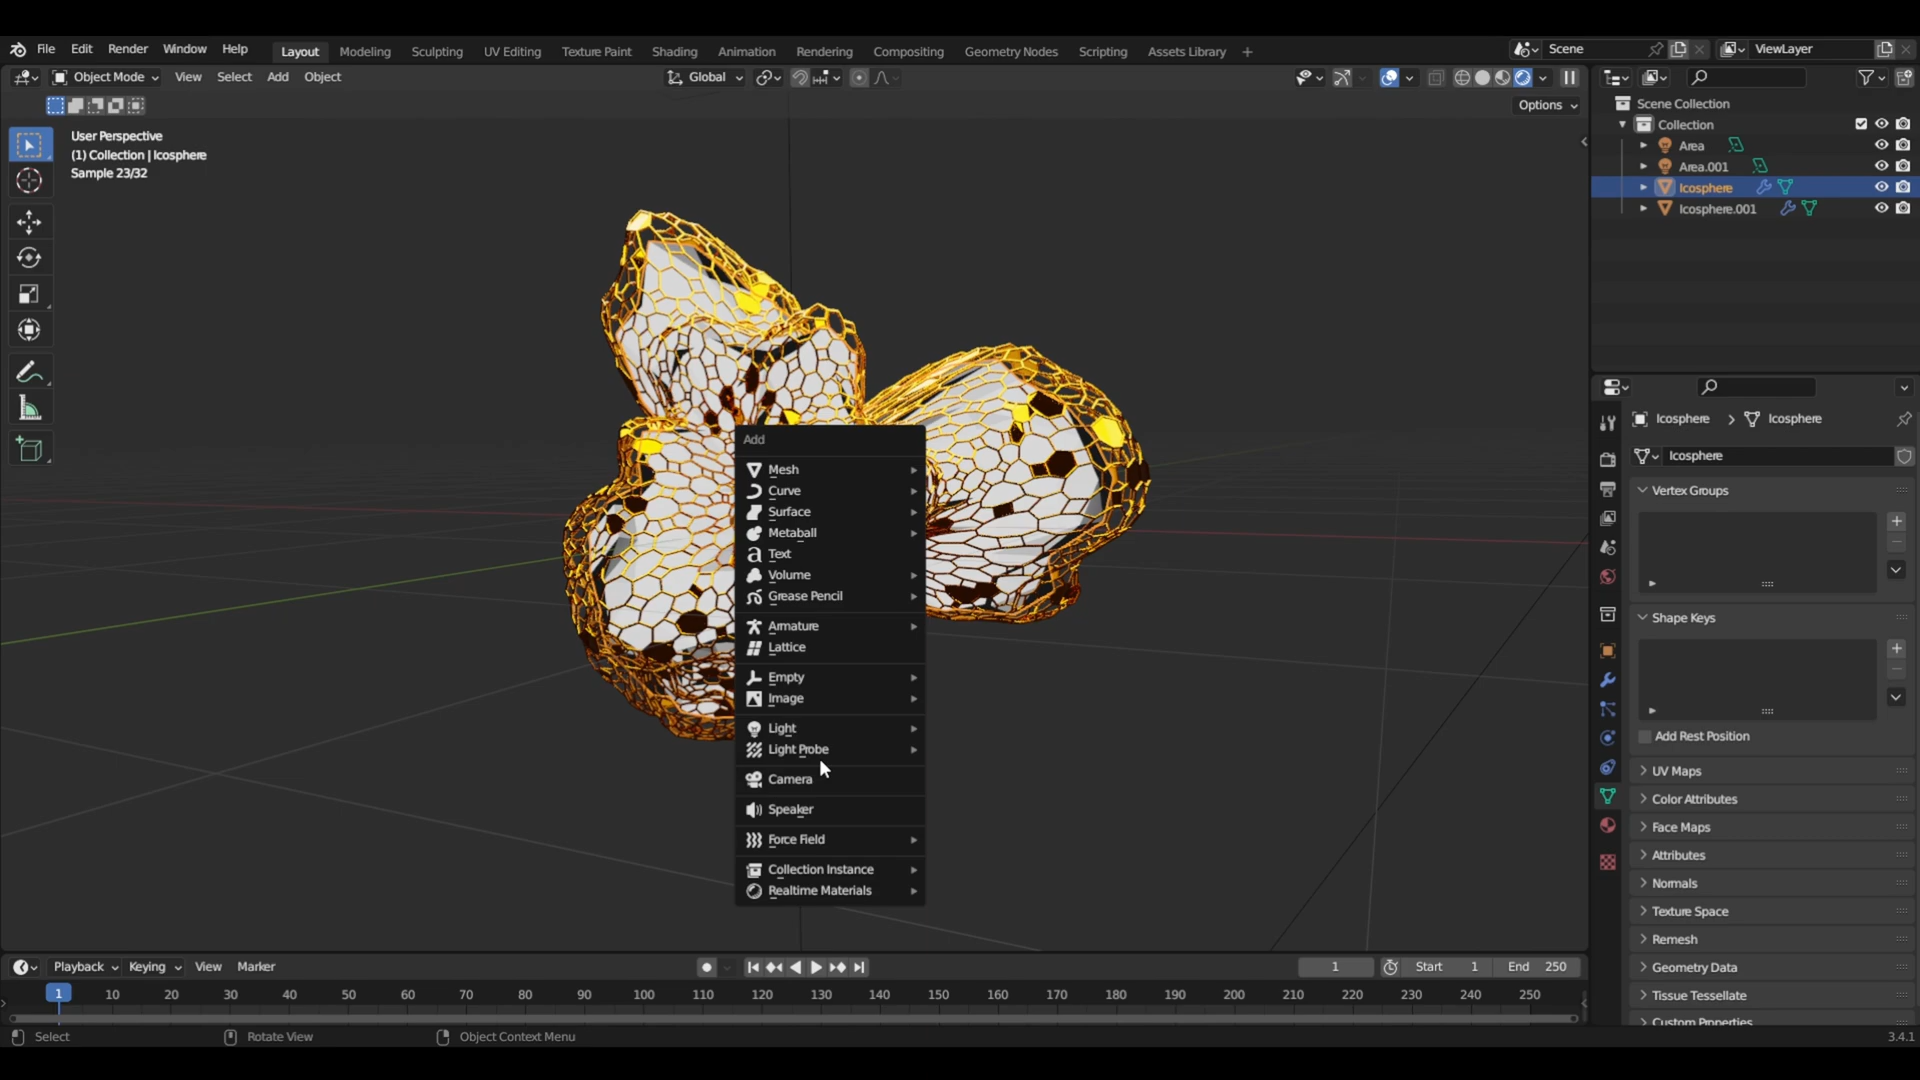 File Edit Render Window Help Layout Modeling Sculpting UV Editing Texture Paint Shading Animation Rendering Compositing Geometry Nodes Scripting Assets Library + Scene ViewLayer
Object Mode View Select Add Object Global
Options
User Perspective
(1) Collection | Icosphere
Sample 23/32
Scene Collection
Collection
Area
Area.001
Icosphere
Icosphere.001
Add
Mesh
Curve
Surface
Metaball
Text
Volume
Grease Pencil
Armature
Lattice
Empty
Image
Light
Light Probe
Camera
Speaker
Force Field
Collection Instance
Realtime Materials
Icosphere > Icosphere
Icosphere
Vertex Groups
Shape Keys
Add Rest Position
UV Maps
Color Attributes
Face Maps
Attributes
Normals
Texture Space
Remesh
Geometry Data
Tissue Tessellate
Custom Properties
Playback Keying View Marker 1 Start 1 End 250
1 10 20 30 40 50 60 70 80 90 100 110 120 130 140 150 160 170 180 190 200 210 220 230 240 250
Select Rotate View Object Context Menu 3.4.1